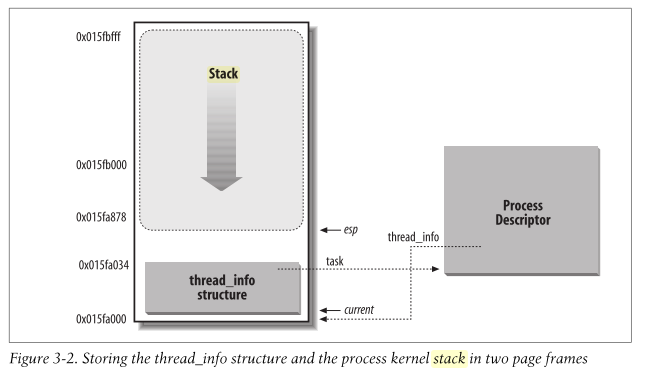 0x015fbfff
Stack
0x015fb000
0x015fa878
esp
Process
Descriptor
thread_info
0x015fa034
task
thread_info
structure
current
0x015fa000
Figure 3-2. Storing the thread_info structure and the process kernel stack in two page frames